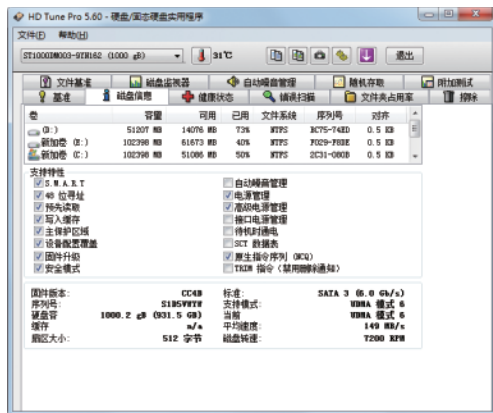 HD Tune Pro 5.60 - 硬盘/固态硬盘实用程序
文件(F) 帮助(H)
ST1000DM003-9YN162 (1000 gB) 31℃ 退出
文件基准 磁盘监视器 自动噪音管理 随机存取 附加测试
基准 磁盘信息 健康状态 错误扫描 文件夹占用率 擦除
卷 容量 可用 已用 文件系统 序列号 对齐
(D:) 51207 MB 14076 MB 73% NTFS BC75-74ED 0.5 KB
新加卷 (E:) 102398 MB 61673 MB 40% NTFS F029-F8DE 0.5 KB
新加卷 (C:) 102398 MB 51086 MB 50% NTFS 2C31-080B 0.5 KB
支持特性
S.M.A.R.T 自动噪音管理
48 位寻址 电源管理
预先读取 高级电源管理
写入缓存 接口电源管理
主保护区域 待机时通电
设备配置覆盖 SCT 数据表
固件升级 原生指令序列 (NCQ)
安全模式 TRIM 指令（禁用删除通知）
固件版本: CC4B 标准: SATA 3 (6.0 Gb/s)
序列号: 支持模式: UDMA 模式 6
硬盘容 1000.2 gB (931.5 GB) 当前 UDMA 模式 6
缓存 n/a 平均速度: 149 MB/s
扇区大小: 512 字节 磁盘转速: 7200 RPM